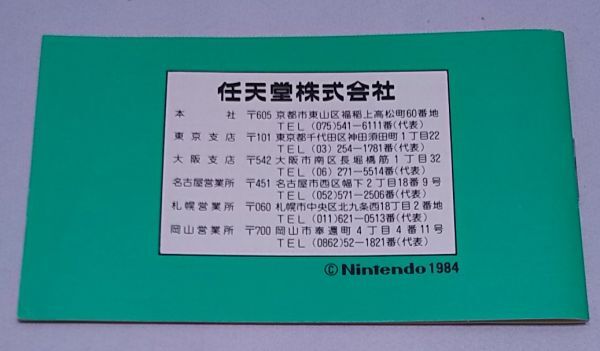 任天堂株式会社
本社 〒605 京都市東山区福稲上高松町60番地
TEL (075)541-6111番(代表)
東京支店 〒101 東京都千代田区神田須田町1丁目22
TEL (03) 254-1781番(代表)
大阪支店 〒542 大阪市南区長堀橋筋1丁目32
TEL (06) 271-5514番(代表)
名古屋営業所 〒451 名古屋市西区幅下2丁目18番9号
TEL (052)571-2506番(代表)
札幌営業所 〒060 札幌市中央区北九条西18丁目2番地
TEL (011)621-0513番(代表)
岡山営業所 〒700 岡山市奉還町4丁目4番11号
TEL (0862)52-1821番(代表)
©Nintendo 1984